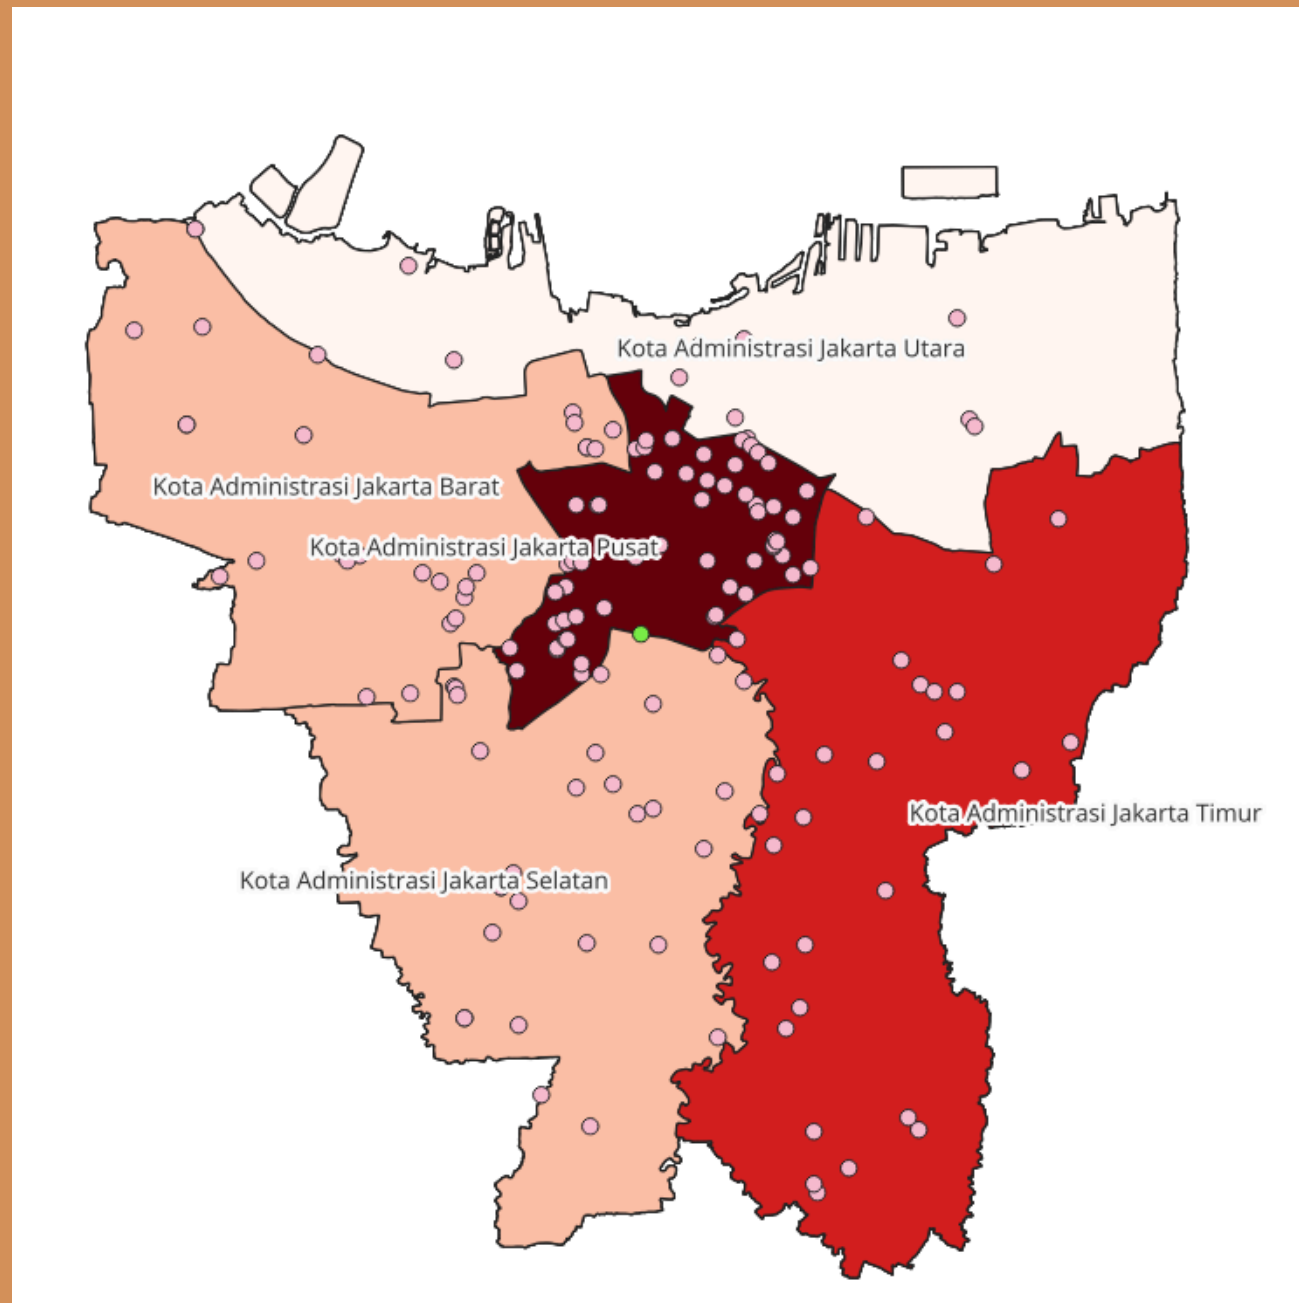 Kota Administrasi Jakarta Utara
Kota Administrasi Jakarta Barat
Kota Administrasi Jakarta Pusat
Kota Administrasi Jakarta Timur
Kota Administrasi Jakarta Selatan